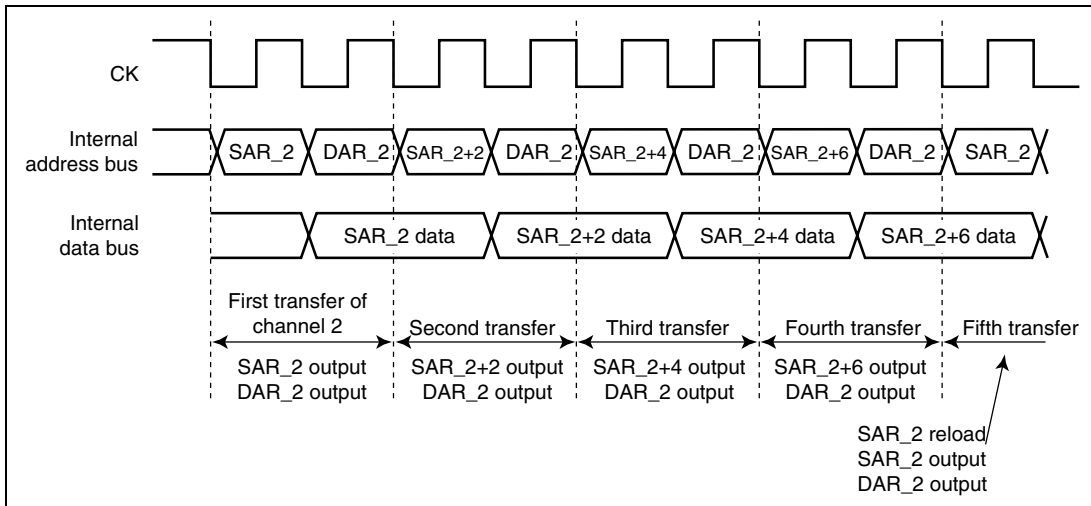 CK
Internal
address bus
SAR_2 DAR_2 SAR_2+2 DAR_2 SAR_2+4 DAR_2 SAR_2+6 DAR_2 SAR_2
Internal
data bus
SAR_2 data SAR_2+2 data SAR_2+4 data SAR_2+6 data
First transfer of
channel 2
Second transfer Third transfer Fourth transfer Fifth transfer
SAR_2 output SAR_2+2 output SAR_2+4 output SAR_2+6 output
DAR_2 output DAR_2 output DAR_2 output DAR_2 output
SAR_2 reload
SAR_2 output
DAR_2 output